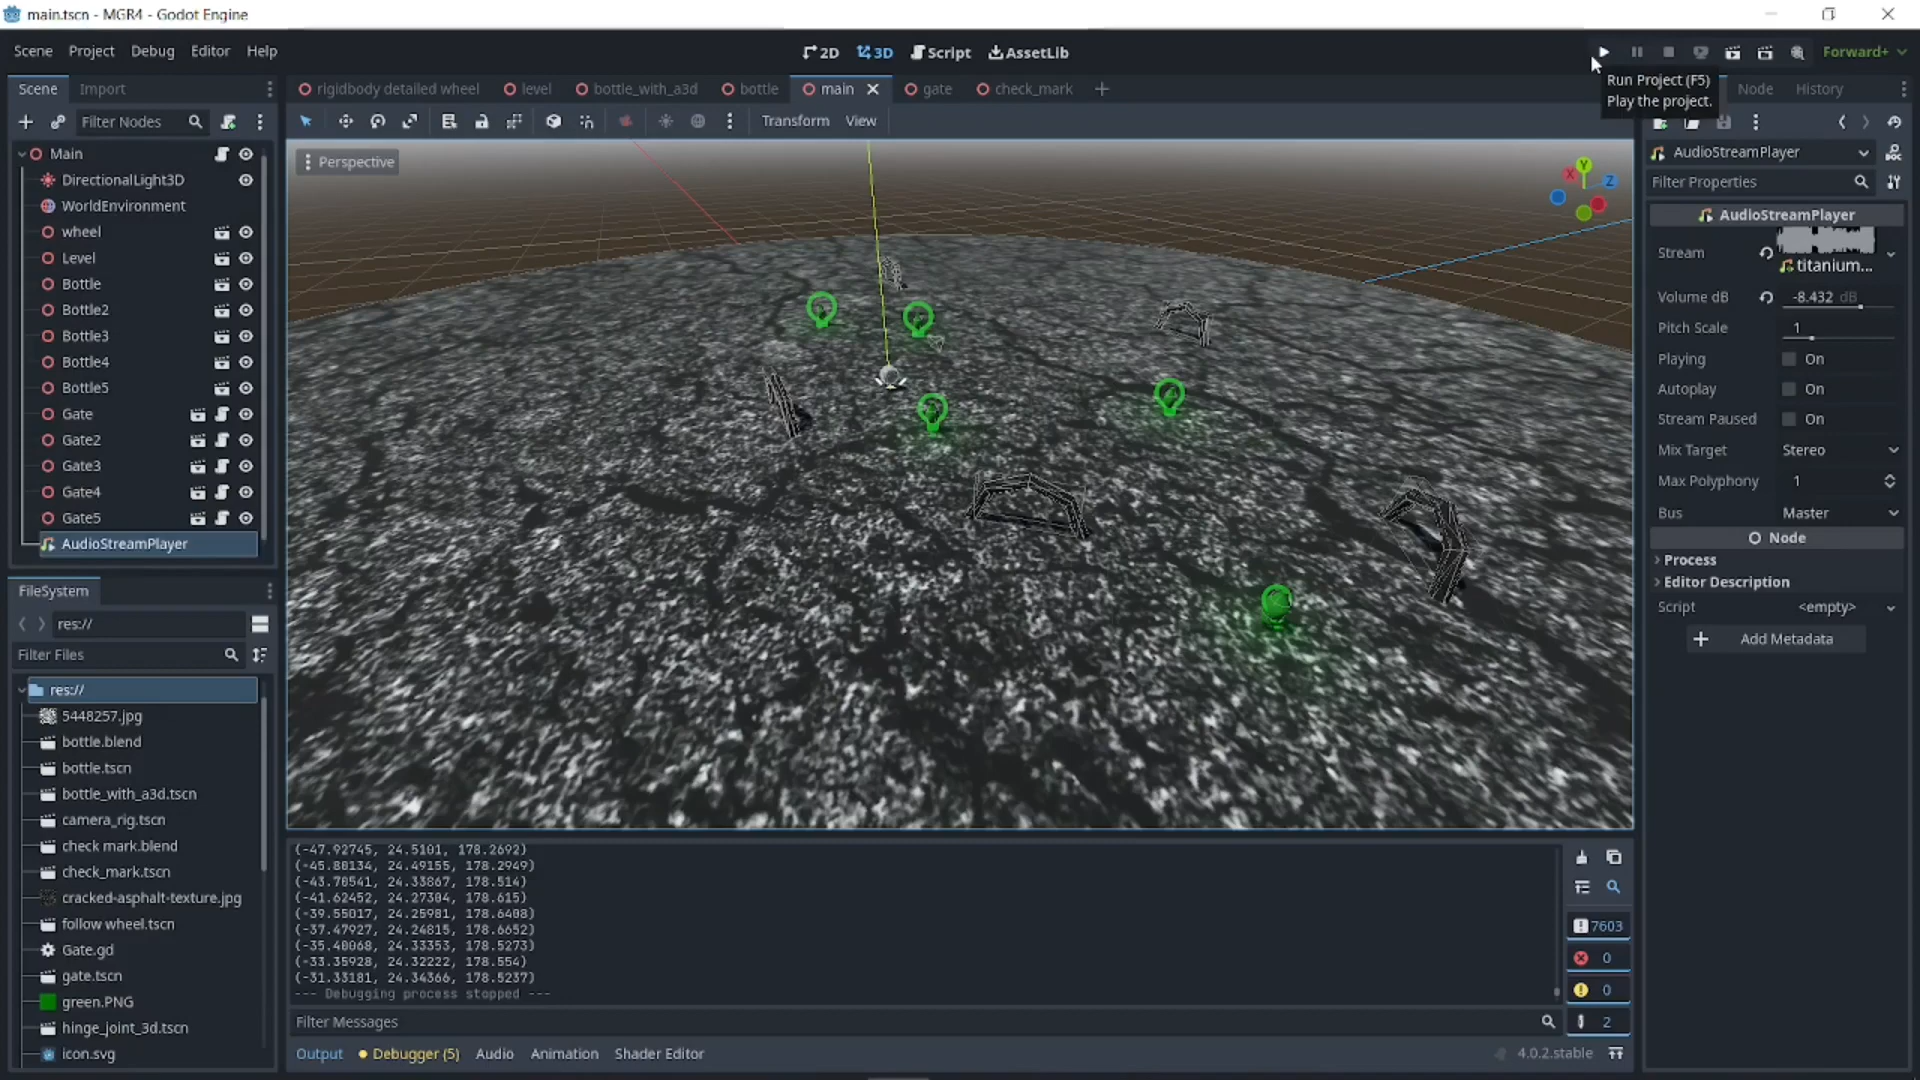 main.tscn - MGR4 - Godot Engine
Scene Project Debug Editor Help
2D 3D Script AssetLib
Forward+
Run Project (F5)
Play the project.
Scene Import
rigidbody detailed wheel level bottle_with_a3d bottle main gate check_mark
Node History
Filter Nodes
Transform View
Main
DirectionalLight3D
WorldEnvironment
wheel
Level
Bottle
Bottle2
Bottle3
Bottle4
Bottle5
Gate
Gate2
Gate3
Gate4
Gate5
AudioStreamPlayer
Perspective
Y
X
Z
AudioStreamPlayer
Filter Properties
AudioStreamPlayer
Stream
titanium...
Volume dB -8.432 dB
Pitch Scale 1
Playing On
Autoplay On
Stream Paused On
Mix Target Stereo
Max Polyphony 1
Bus Master
Node
Process
Editor Description
Script <empty>
Add Metadata
FileSystem
res://
Filter Files
res://
5448257.jpg
bottle.blend
bottle.tscn
bottle_with_a3d.tscn
camera_rig.tscn
check mark.blend
check_mark.tscn
cracked-asphalt-texture.jpg
follow wheel.tscn
Gate.gd
gate.tscn
green.PNG
hinge_joint_3d.tscn
icon.svg
(-47.92745, 24.5101, 178.2692)
(-45.80134, 24.49155, 178.2949)
(-43.70541, 24.33867, 178.514)
(-41.62452, 24.27304, 178.615)
(-39.55017, 24.25981, 178.6408)
(-37.47927, 24.24815, 178.6652)
(-35.40068, 24.33353, 178.5273)
(-33.35928, 24.32222, 178.554)
(-31.33181, 24.34366, 178.5237)
--- Debugging process stopped ---
7603
0
0
2
Filter Messages
Output Debugger (5) Audio Animation Shader Editor
4.0.2.stable